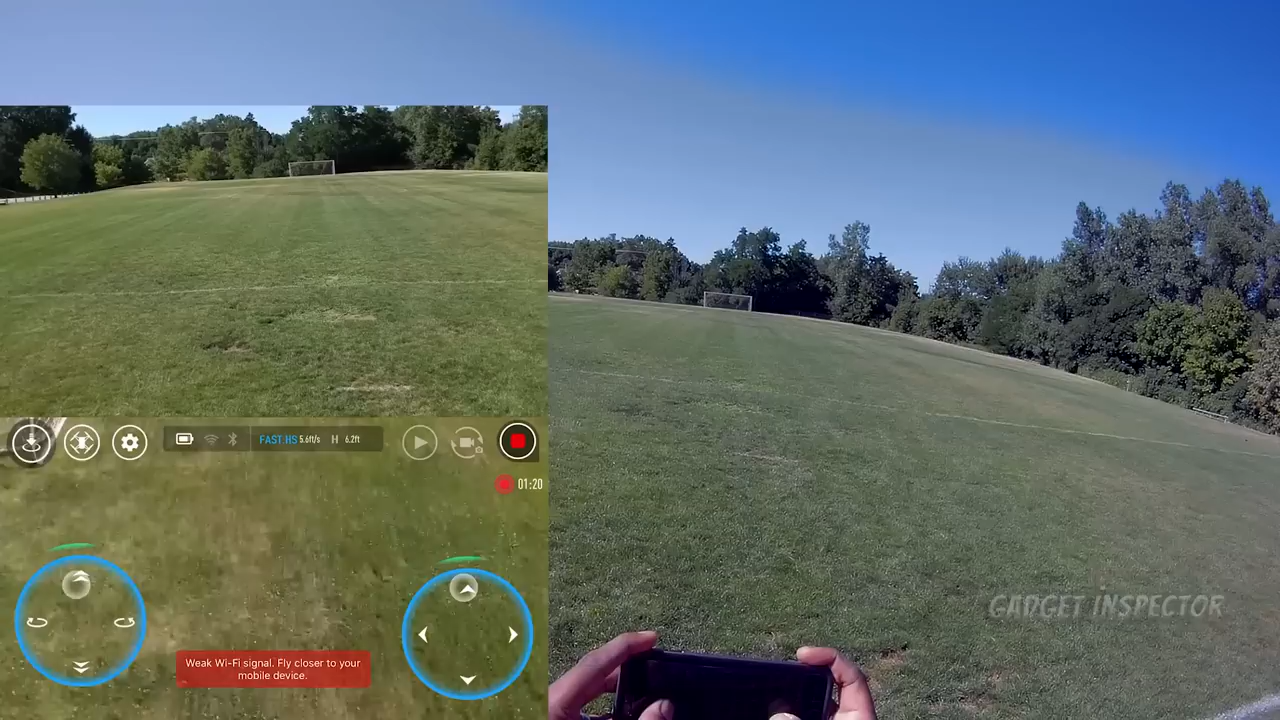 FAST.HS 5.6ft/s H 6.2ft
01:20
GADGET INSPECTOR
Weak Wi-Fi signal. Fly closer to your
mobile device.